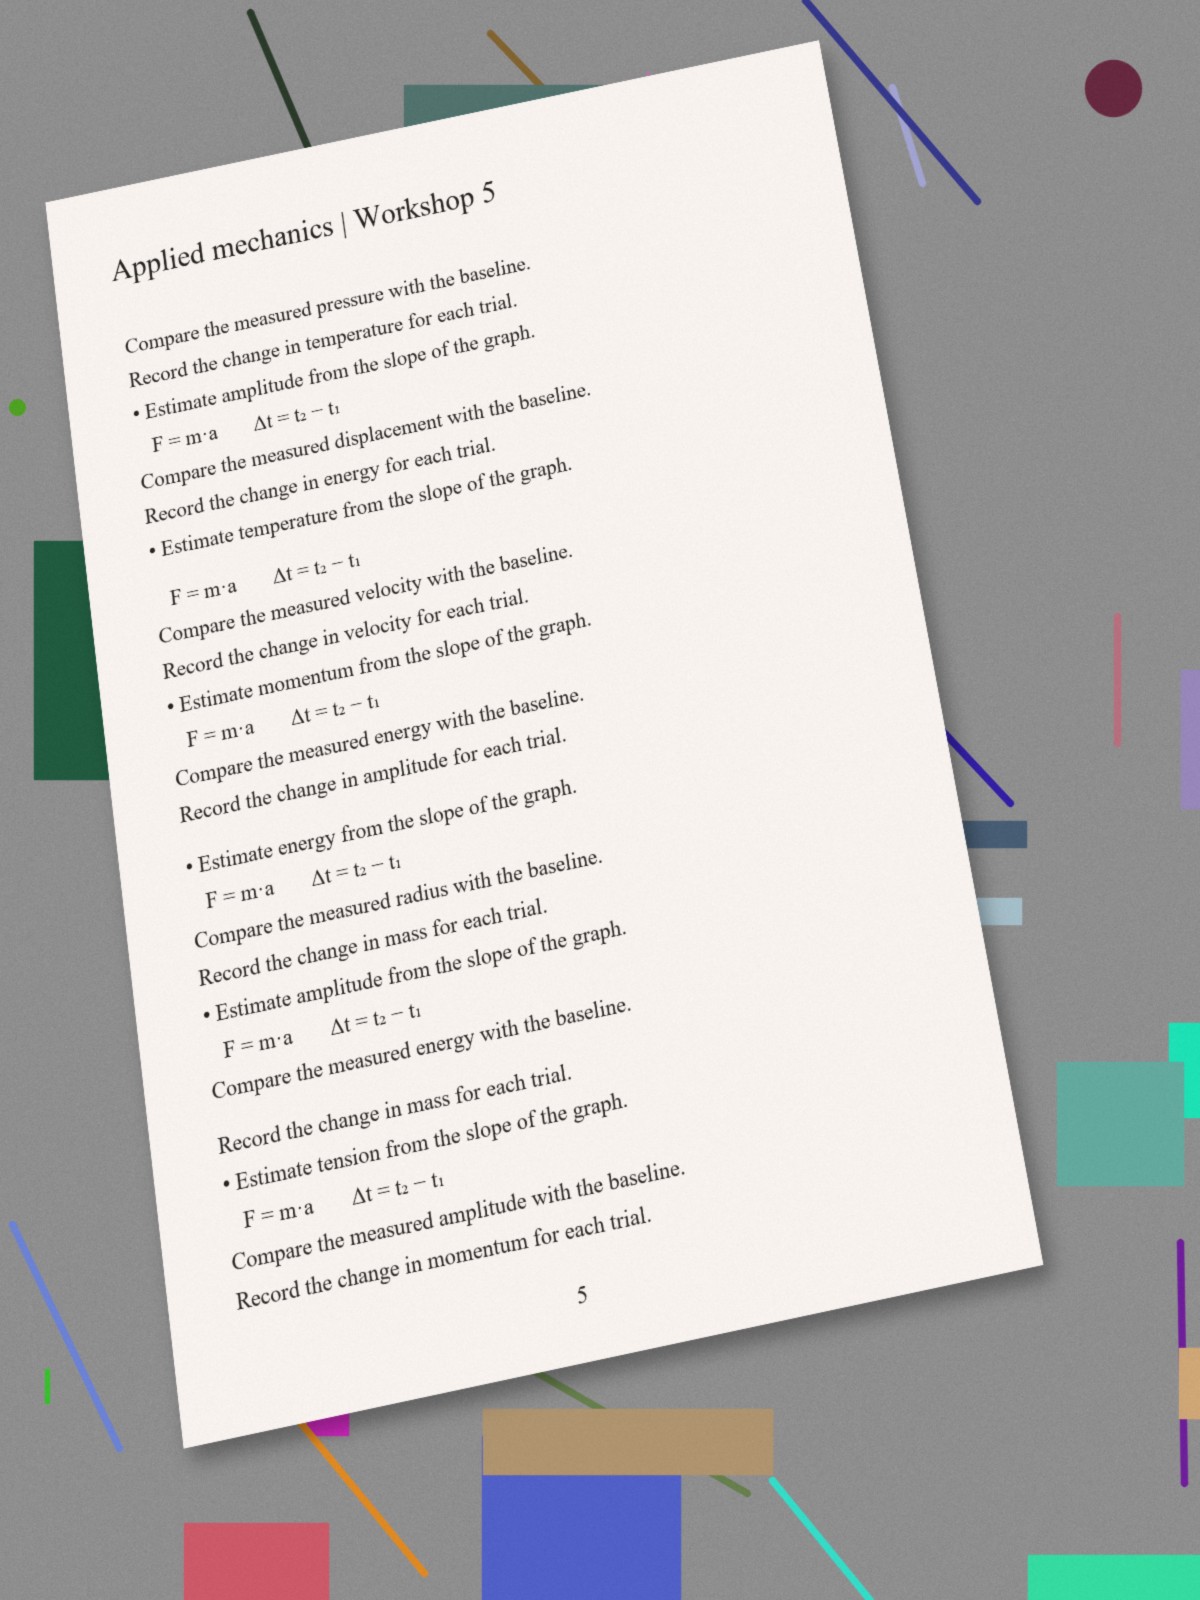 Applied mechanics | Workshop 5
Compare the measured pressure with the baseline.
Record the change in temperature for each trial.
• Estimate amplitude from the slope of the graph.
F = m·a Δt = t₂ − t₁
Compare the measured displacement with the baseline.
Record the change in energy for each trial.
• Estimate temperature from the slope of the graph.
F = m·a Δt = t₂ − t₁
Compare the measured velocity with the baseline.
Record the change in velocity for each trial.
• Estimate momentum from the slope of the graph.
F = m·a Δt = t₂ − t₁
Compare the measured energy with the baseline.
Record the change in amplitude for each trial.
• Estimate energy from the slope of the graph.
F = m·a Δt = t₂ − t₁
Compare the measured radius with the baseline.
Record the change in mass for each trial.
• Estimate amplitude from the slope of the graph.
F = m·a Δt = t₂ − t₁
Compare the measured energy with the baseline.
Record the change in mass for each trial.
• Estimate tension from the slope of the graph.
F = m·a Δt = t₂ − t₁
Compare the measured amplitude with the baseline.
Record the change in momentum for each trial.
5